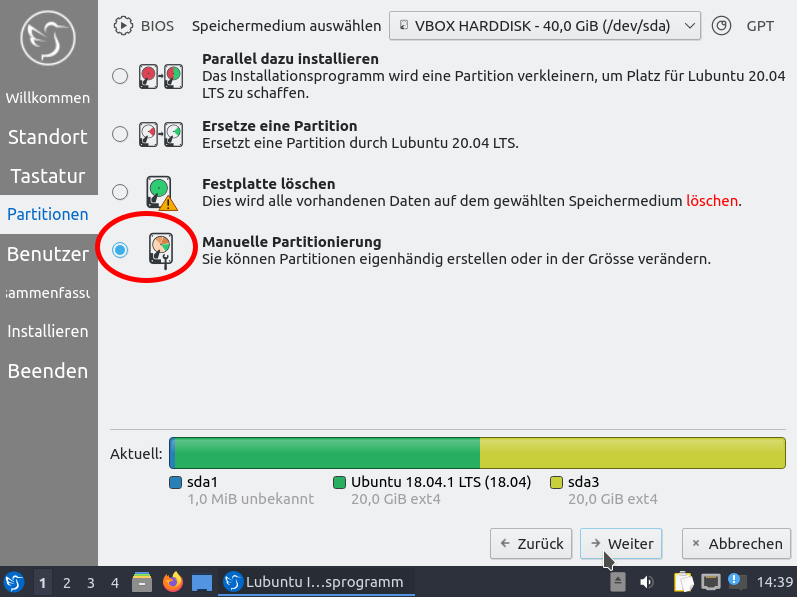 BIOS Speichermedium auswählen VBOX HARDDISK - 40,0 GiB (/dev/sda) GPT
Parallel dazu installieren
Das Installationsprogramm wird eine Partition verkleinern, um Platz für Lubuntu 20.04
LTS zu schaffen.
Ersetze eine Partition
Ersetzt eine Partition durch Lubuntu 20.04 LTS.
Festplatte löschen
Dies wird alle vorhandenen Daten auf dem gewählten Speichermedium löschen.
Manuelle Partitionierung
Sie können Partitionen eigenhändig erstellen oder in der Grösse verändern.
Willkommen
Standort
Tastatur
Partitionen
Benutzer
sammenfassu
Installieren
Beenden
Aktuell:
sda1 Ubuntu 18.04.1 LTS (18.04) sda3
1,0 MiB unbekannt 20,0 GiB ext4 20,0 GiB ext4
Zurück Weiter Abbrechen
1 2 3 4 Lubuntu I...sprogramm 14:39